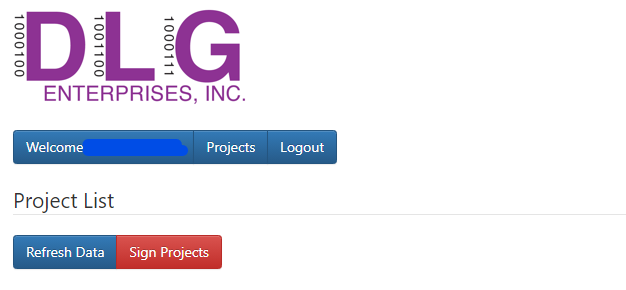 1000100 DLG 1001100 1000111
ENTERPRISES, INC.
Welcome
Projects
Logout
Project List
Refresh Data
Sign Projects